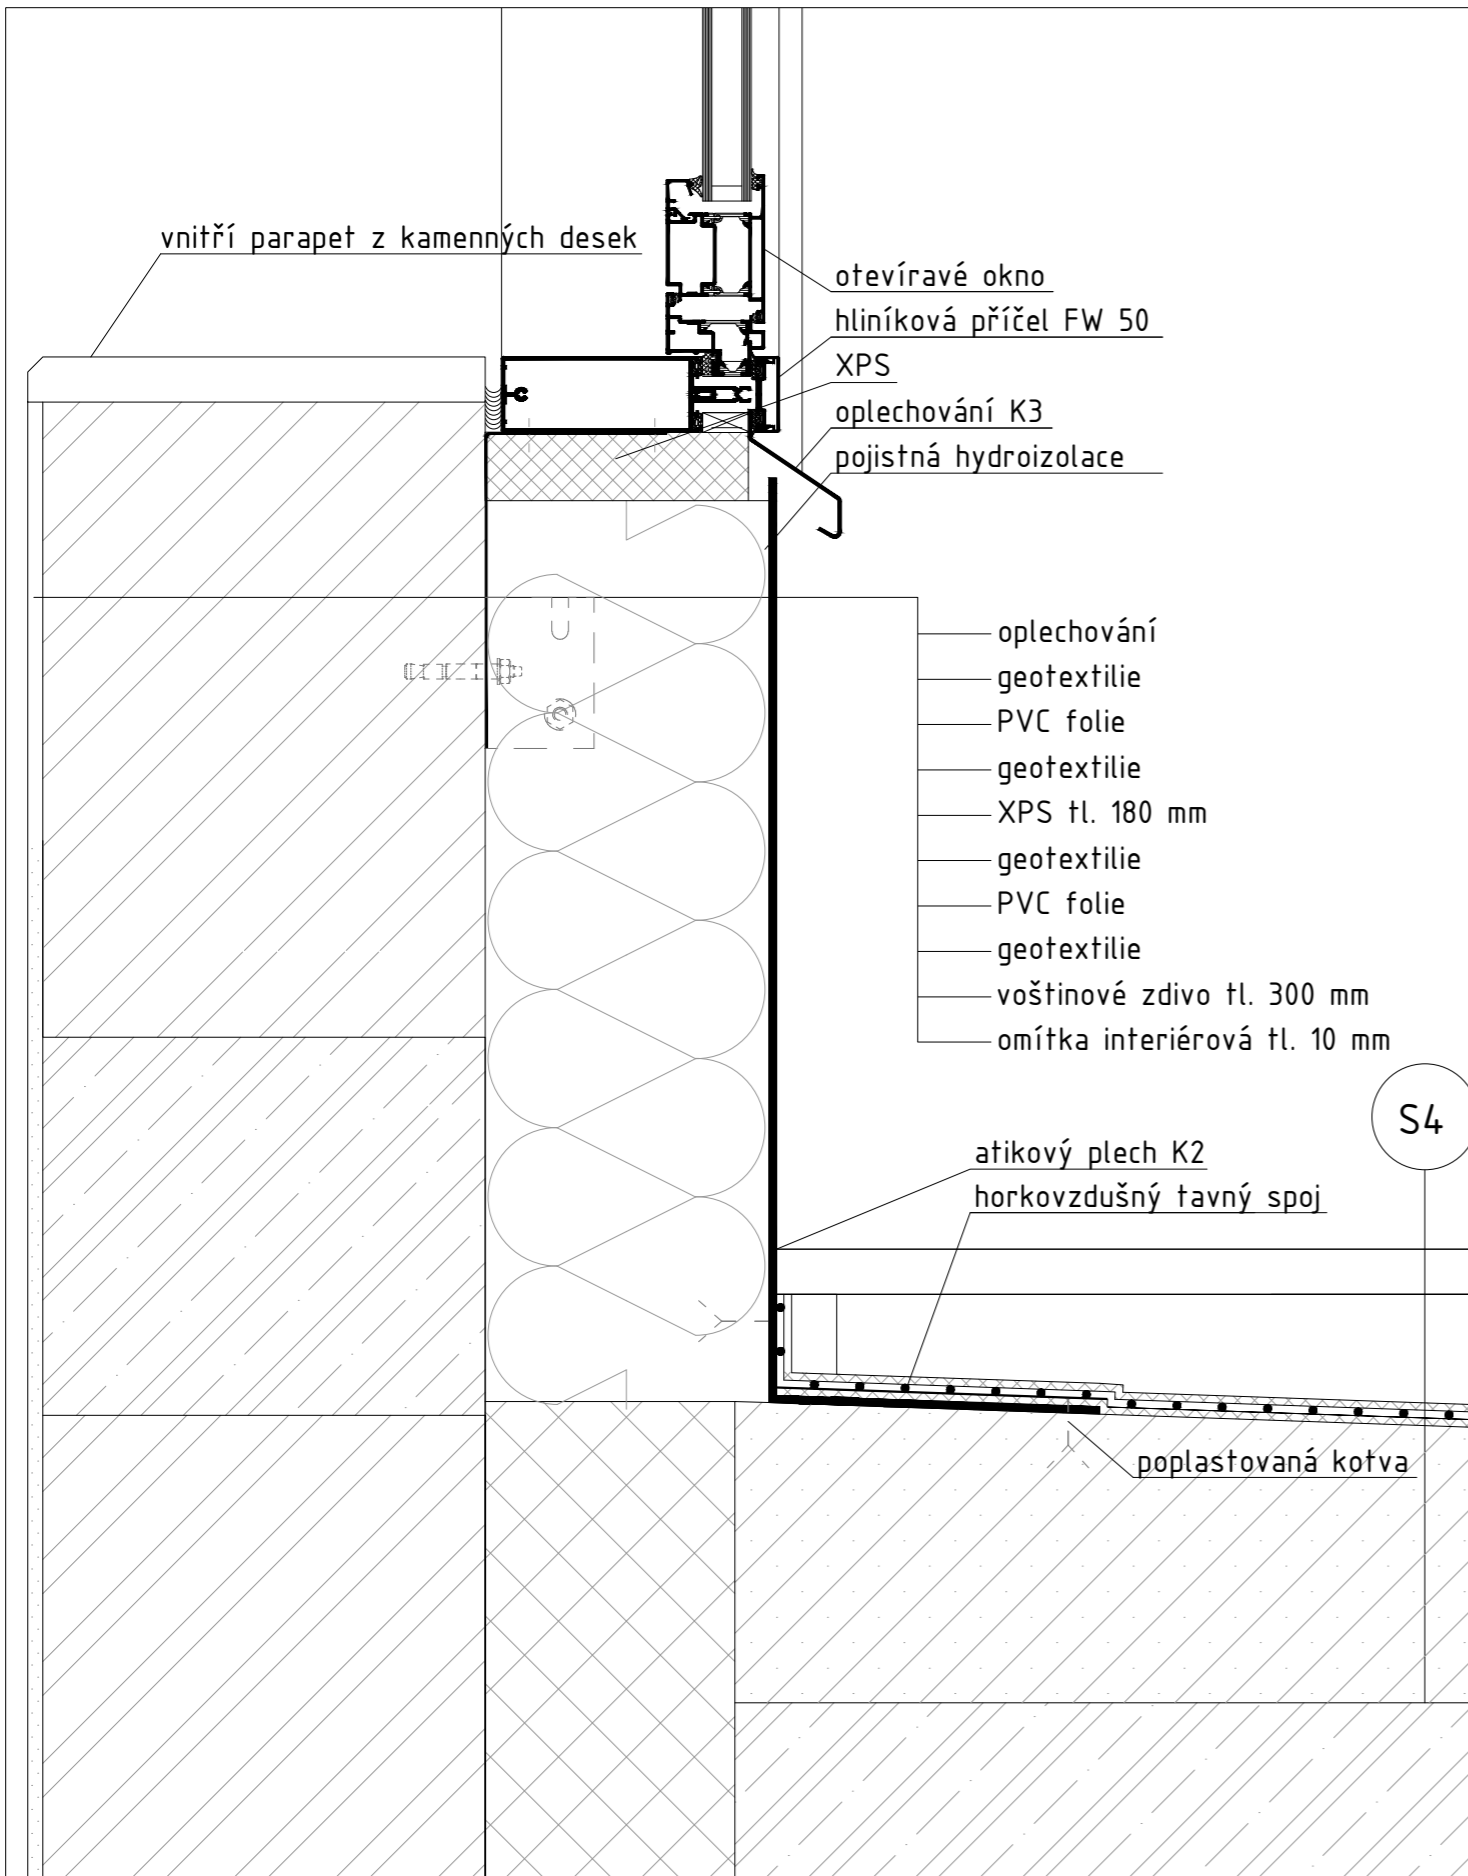 vnitří parapet z kamenných desek
otevíravé okno
hliníková příčel FW 50
XPS
oplechování K3
pojistná hydroizolace
oplechování
geotextilie
PVC folie
geotextilie
XPS tl. 180 mm
geotextilie
PVC folie
geotextilie
voštinové zdivo tl. 300 mm
omítka interiérová tl. 10 mm
S4
atikový plech K2
horkovzdušný tavný spoj
poplastovaná kotva